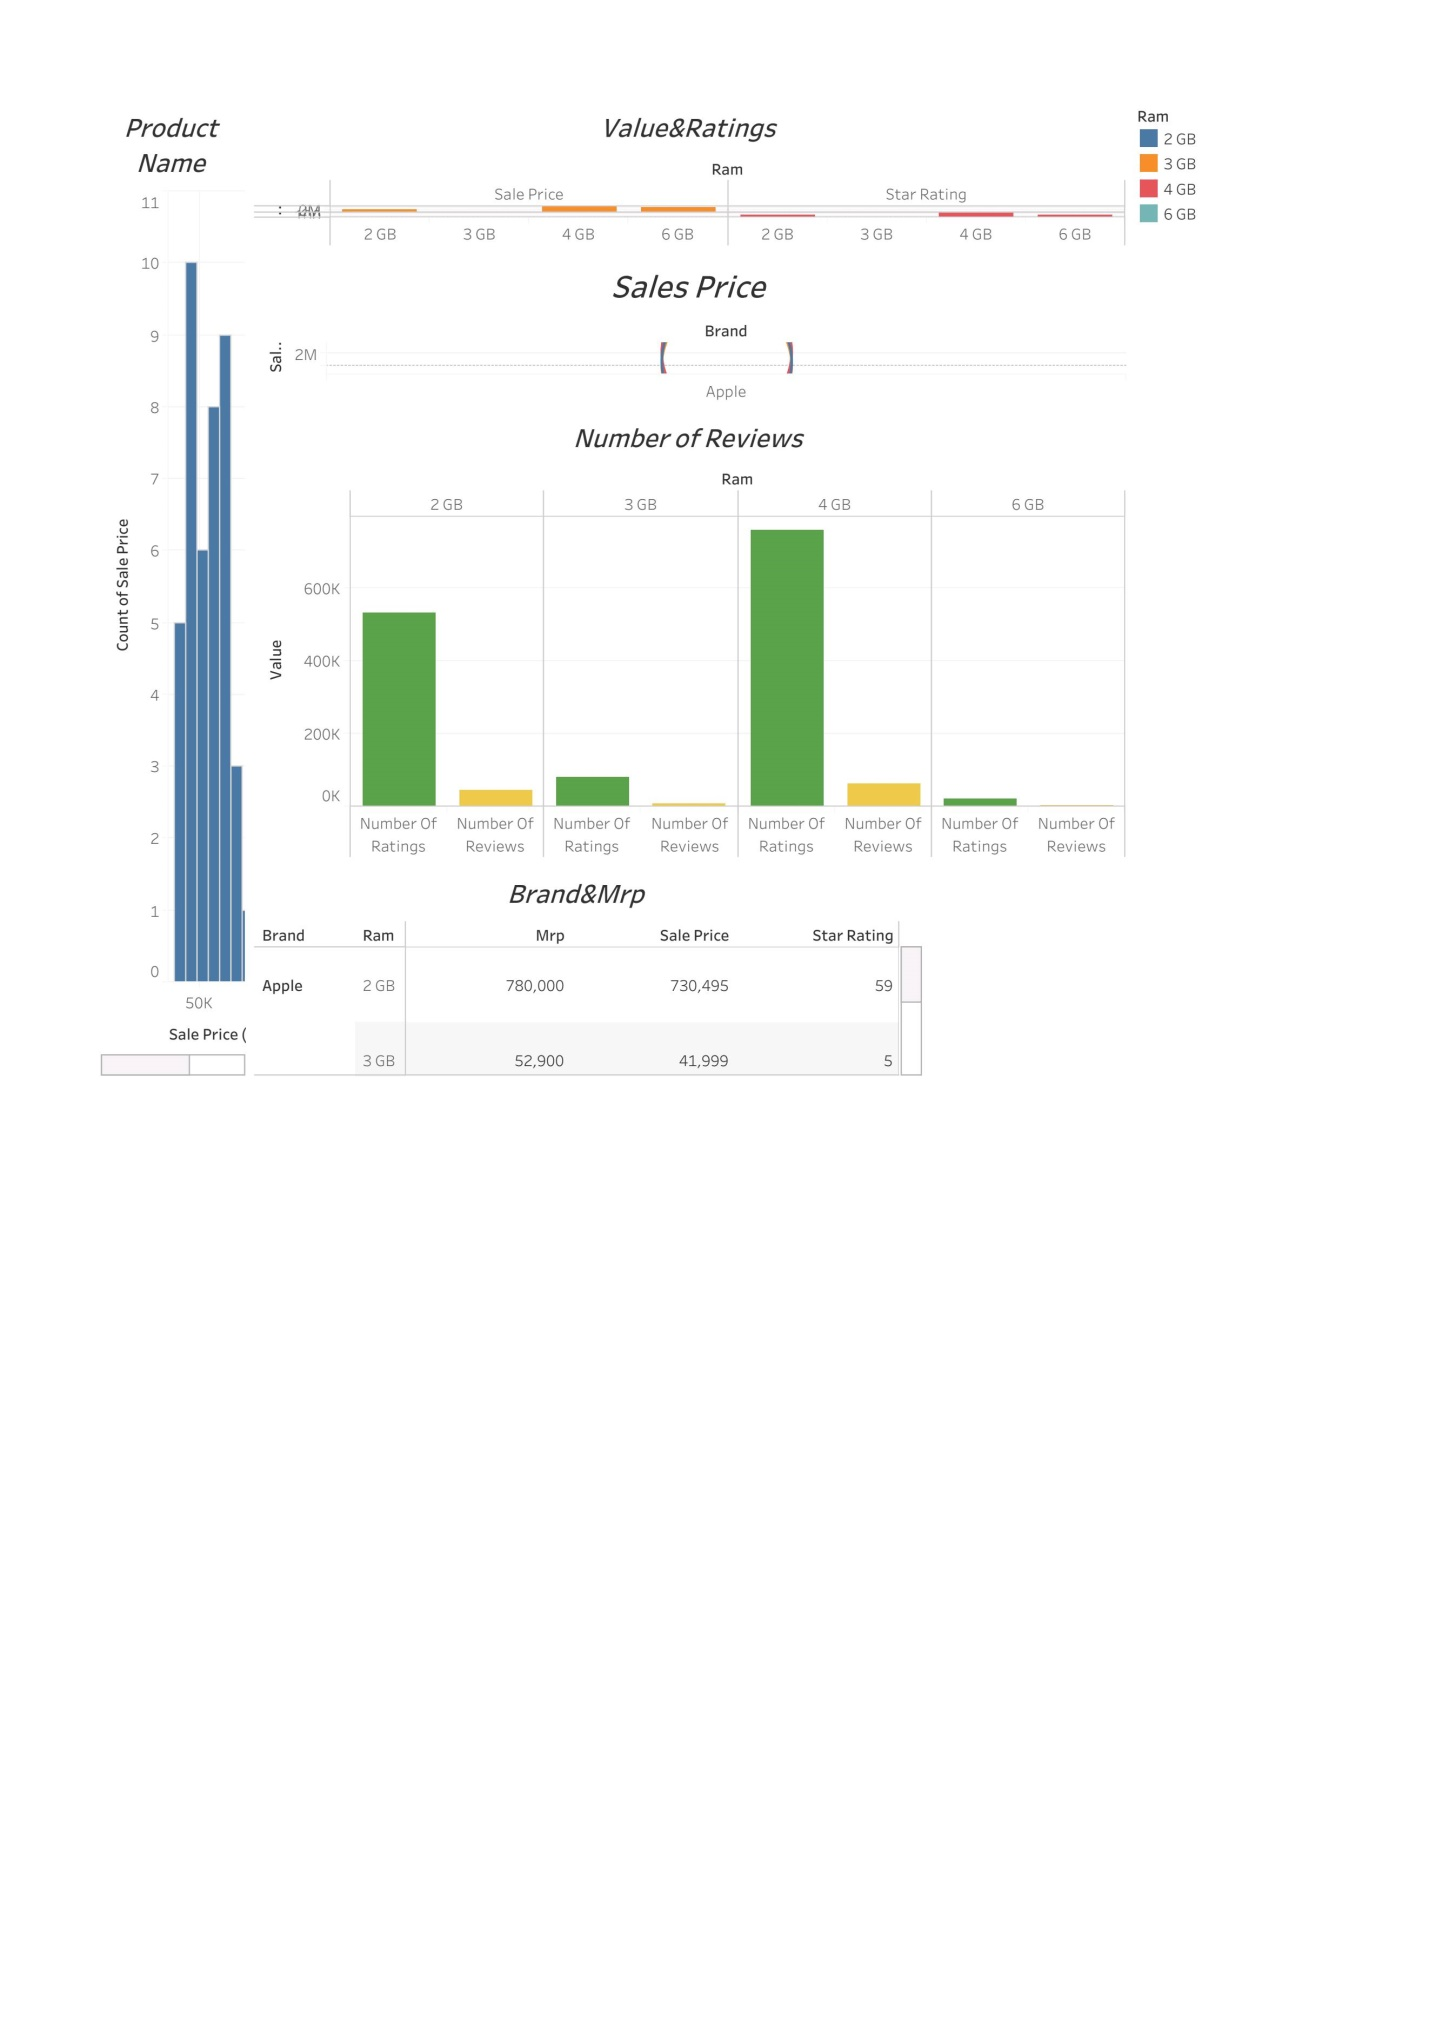 Product
Name
11
10
9
8
7
6
5
4
3
2
1
0
Count of Sale Price
50K
Sale Price (
Value&Ratings
Ram
Sale Price
Star Rating
2 GB
3 GB
4 GB
6 GB
2 GB
3 GB
4 GB
6 GB
Ram
2 GB
3 GB
4 GB
6 GB
Sales Price
Brand
Sal..
2M
Apple
Number of Reviews
Ram
2 GB
3 GB
4 GB
6 GB
Value
600K
400K
200K
0K
Number Of
Ratings
Number Of
Reviews
Number Of
Ratings
Number Of
Reviews
Number Of
Ratings
Number Of
Reviews
Number Of
Ratings
Number Of
Reviews
Brand&Mrp
Brand Ram Mrp Sale Price Star Rating
Apple 2 GB 780,000 730,495 59
3 GB 52,900 41,999 5